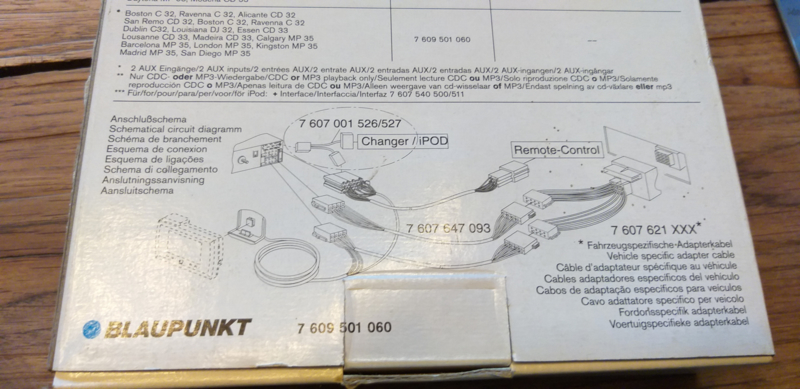 * Boston C 32, Ravenna C 32, Alicante CD 32
San Remo CD 32, Boston C 32, Ravenna C 32
Dublin C32, Louisiana DJ 32, Essen CD 33
Lousanne CD 33, Madeira CD 33, Calgary MP 35
Barcelona MP 35, London MP 35, Kingston MP 35
Madrid MP 35, San Diego MP 35
7 609 501 060
---
* 2 AUX Eingänge/2 AUX inputs/2 entrées AUX/2 entrate AUX/2 entradas AUX/2 entradas AUX/2 AUX-ingangen/2 AUX-ingångar
** Nur CDC- oder MP3-Wiedergabe/CDC or MP3 playback only/Seulement lecture CDC ou MP3/Solo riproduzione CDC o MP3/Solamente
reproducción CDC o MP3/Apenas leitura de CDC ou MP3/Alleen weergave van cd-wisselaar of MP3/Endast spelning av cd-växlare eller mp3
*** Für/for/pour/para/per/voor/för iPod: + Interface/Interfaccia/Interfaz 7 607 540 500/511
Anschlußschema
Schematical circuit diagramm
Schéma de branchement
Esquema de conexion
Esquema de ligações
Schema di collegamento
Anslutningssanvisning
Aansluitschema
7 607 001 526/527
Changer / iPOD
Remote-Control
7 607 647 093
7 607 621 XXX*
* Fahrzeugspezifische-Adapterkabel
Vehicle specific adapter cable
Câble d'adaptateur spécifique au véhicule
Cables adaptadores específicos del vehículo
Cabos de adaptação específicos para veículos
Cavo adattatore specifico per veicolo
Fordonsspecifik adapterkabel
Voertuigspecifieke adapterkabel
BLAUPUNKT
7 609 501 060